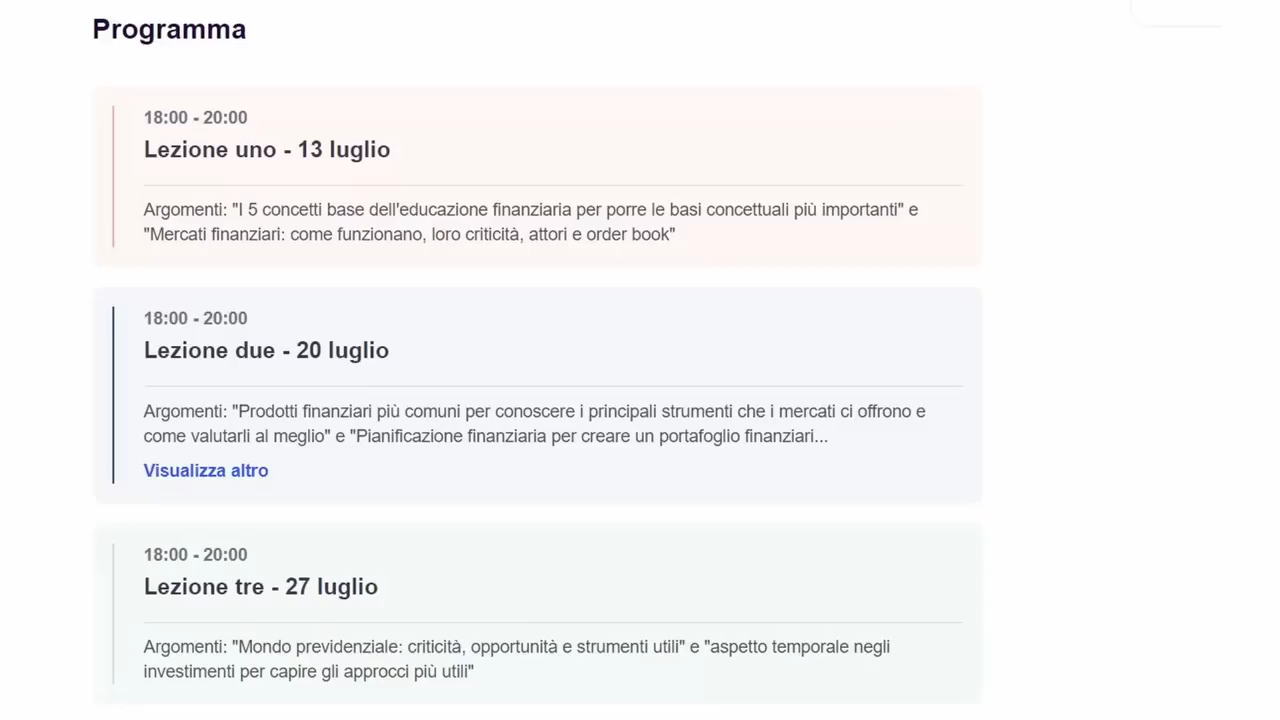 Programma
18:00 - 20:00
Lezione uno - 13 luglio
Argomenti: "I 5 concetti base dell'educazione finanziaria per porre le basi concettuali più importanti" e
"Mercati finanziari: come funzionano, loro criticità, attori e order book"
18:00 - 20:00
Lezione due - 20 luglio
Argomenti: "Prodotti finanziari più comuni per conoscere i principali strumenti che i mercati ci offrono e
come valutarli al meglio" e "Pianificazione finanziaria per creare un portafoglio finanziari...
Visualizza altro
18:00 - 20:00
Lezione tre - 27 luglio
Argomenti: "Mondo previdenziale: criticità, opportunità e strumenti utili" e "aspetto temporale negli
investimenti per capire gli approcci più utili"